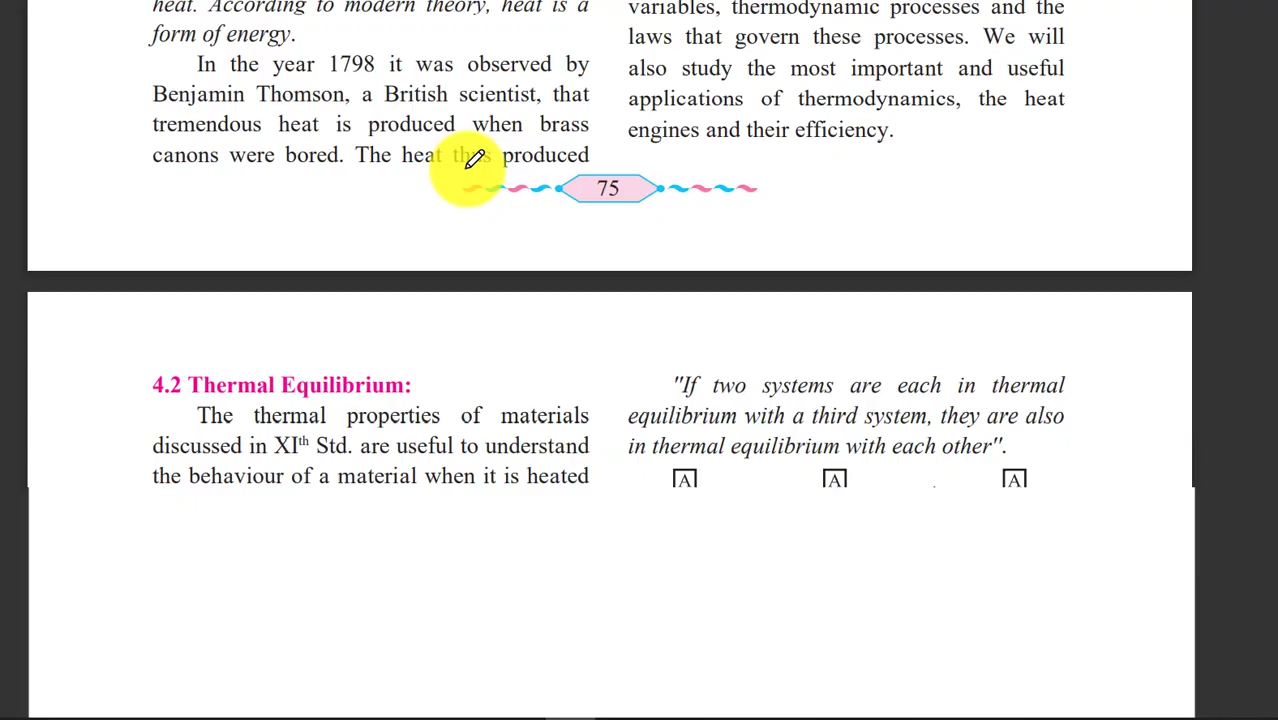 heat. According to modern theory, heat is a
form of energy.
In the year 1798 it was observed by
Benjamin Thomson, a British scientist, that
tremendous heat is produced when brass
canons were bored. The heat thus produced
variables, thermodynamic processes and the
laws that govern these processes. We will
also study the most important and useful
applications of thermodynamics, the heat
engines and their efficiency.
75
4.2 Thermal Equilibrium:
The thermal properties of materials
discussed in XIth Std. are useful to understand
the behaviour of a material when it is heated
"If two systems are each in thermal
equilibrium with a third system, they are also
in thermal equilibrium with each other".
A A A